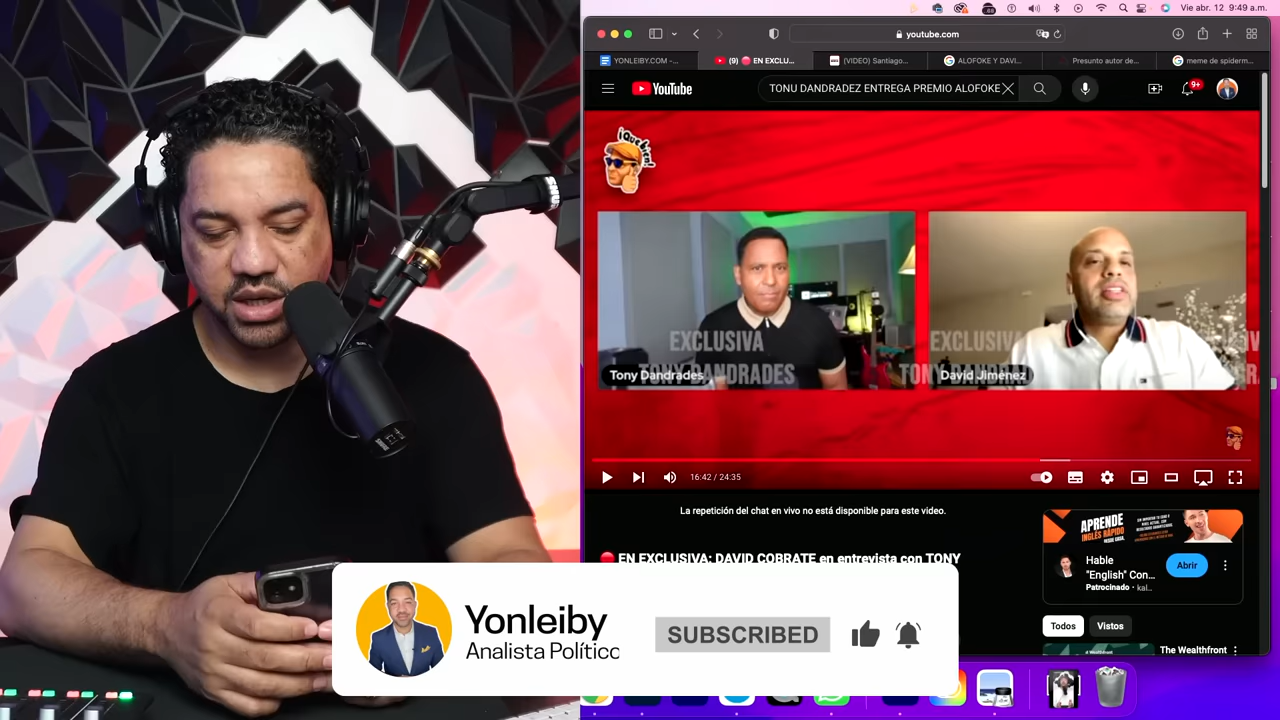 Vie abr. 12 9:49 a.m.
youtube.com
YONLEIBY.COM -...
(9) 🔴 EN EXCLU...
(VIDEO) Santiago...
ALOFOKE Y DAVI...
Presunto autor de...
meme de spiderm...
YouTube
TONU DANDRADEZ ENTREGA PREMIO ALOFOKE
9+
EXCLUSIVA
TONY DANDRADES
Tony Dandrades
EXCLUSIVA
David Jiménez
16:42 / 24:35
La repetición del chat en vivo no está disponible para este video.
🔴 EN EXCLUSIVA: DAVID COBRATE en entrevista con TONY
APRENDE
INGLÉS RÁPIDO
Hable
"English" Con...
Patrocinado • kal...
Abrir
Todos
Vistos
The Wealthfront
Yonleiby
Analista Político
SUBSCRIBED